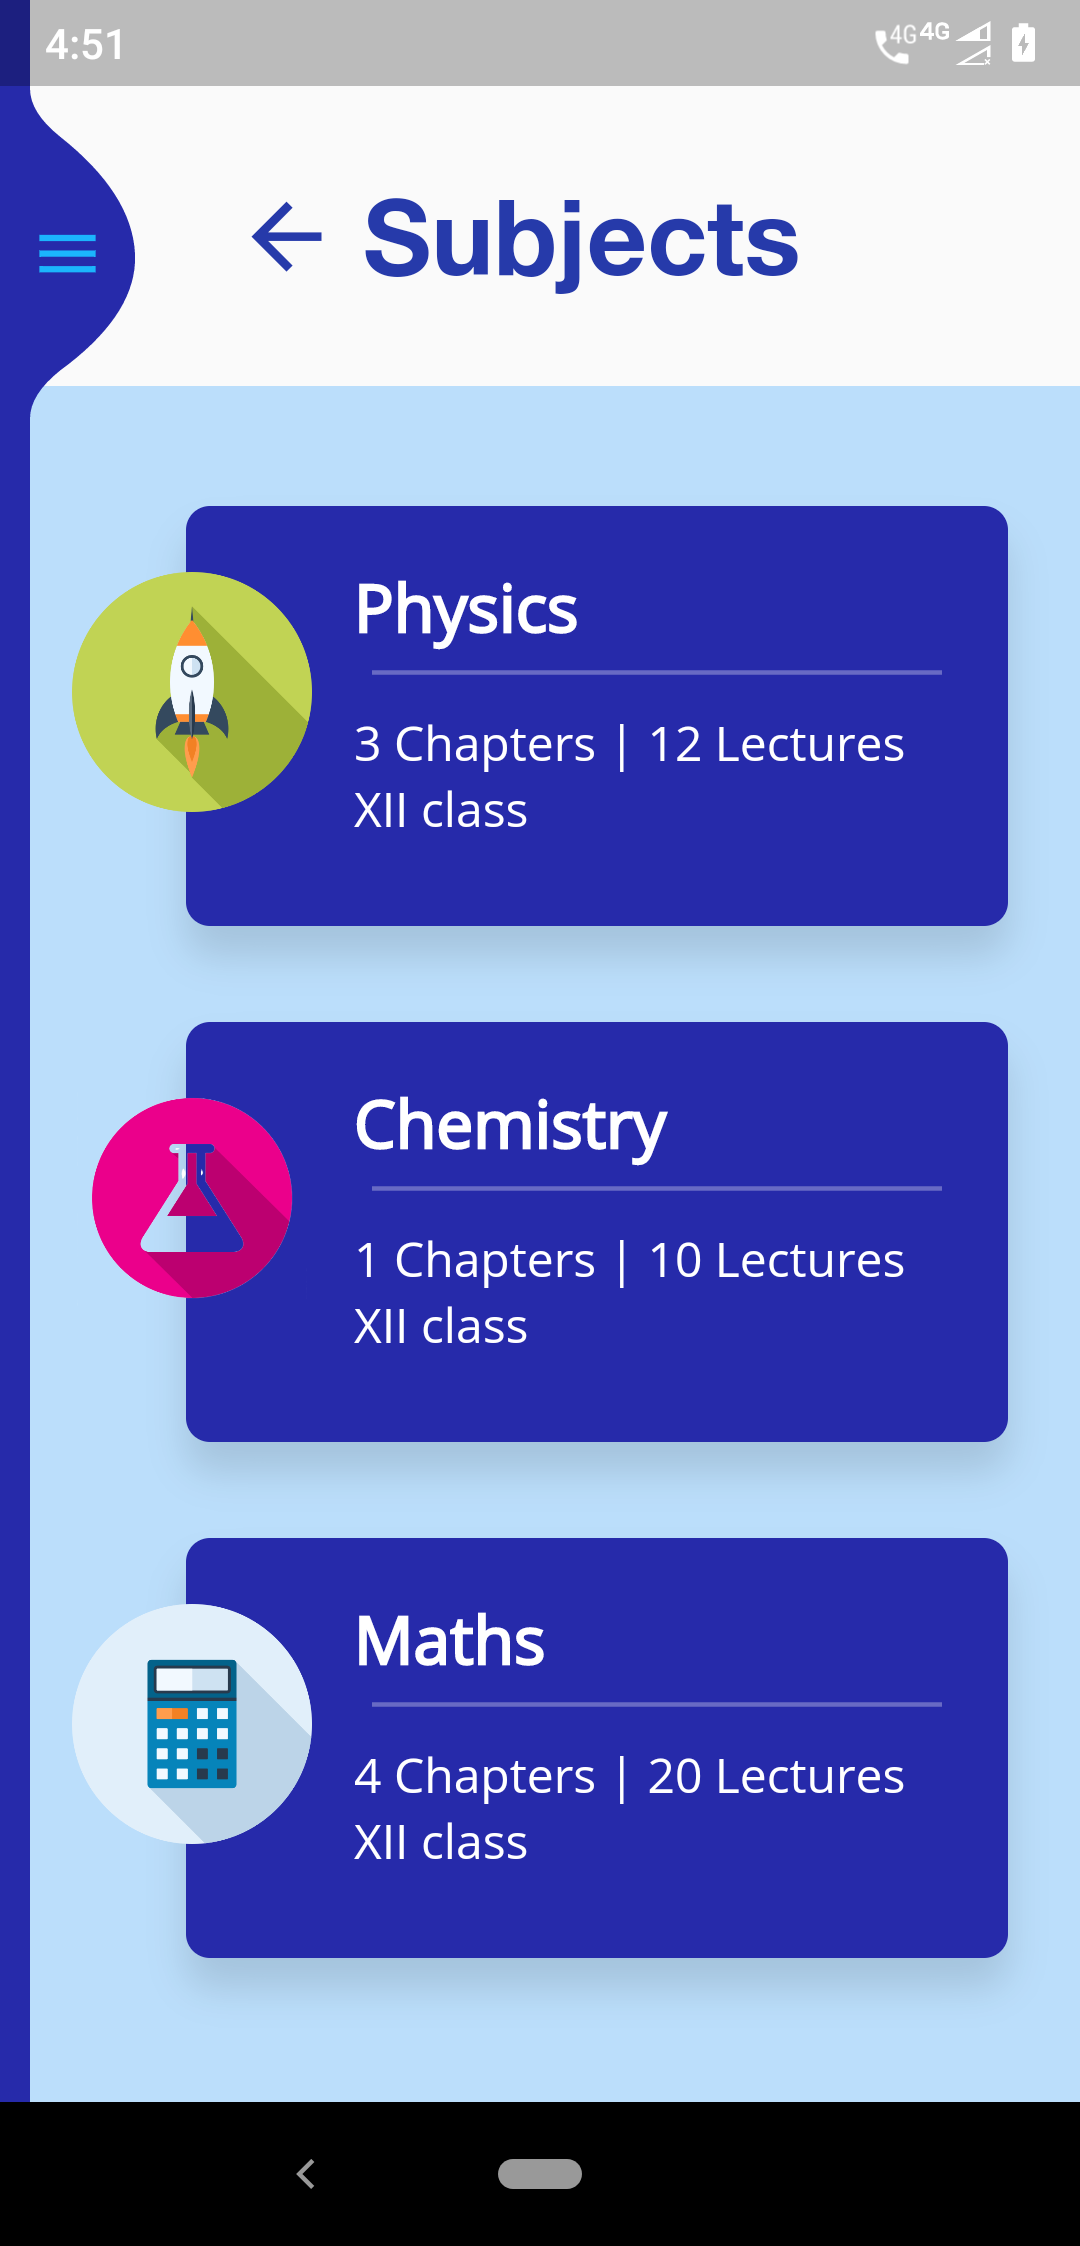 4:51
4G 4G
Subjects
Physics
3 Chapters | 12 Lectures
XII class
Chemistry
1 Chapters | 10 Lectures
XII class
Maths
4 Chapters | 20 Lectures
XII class